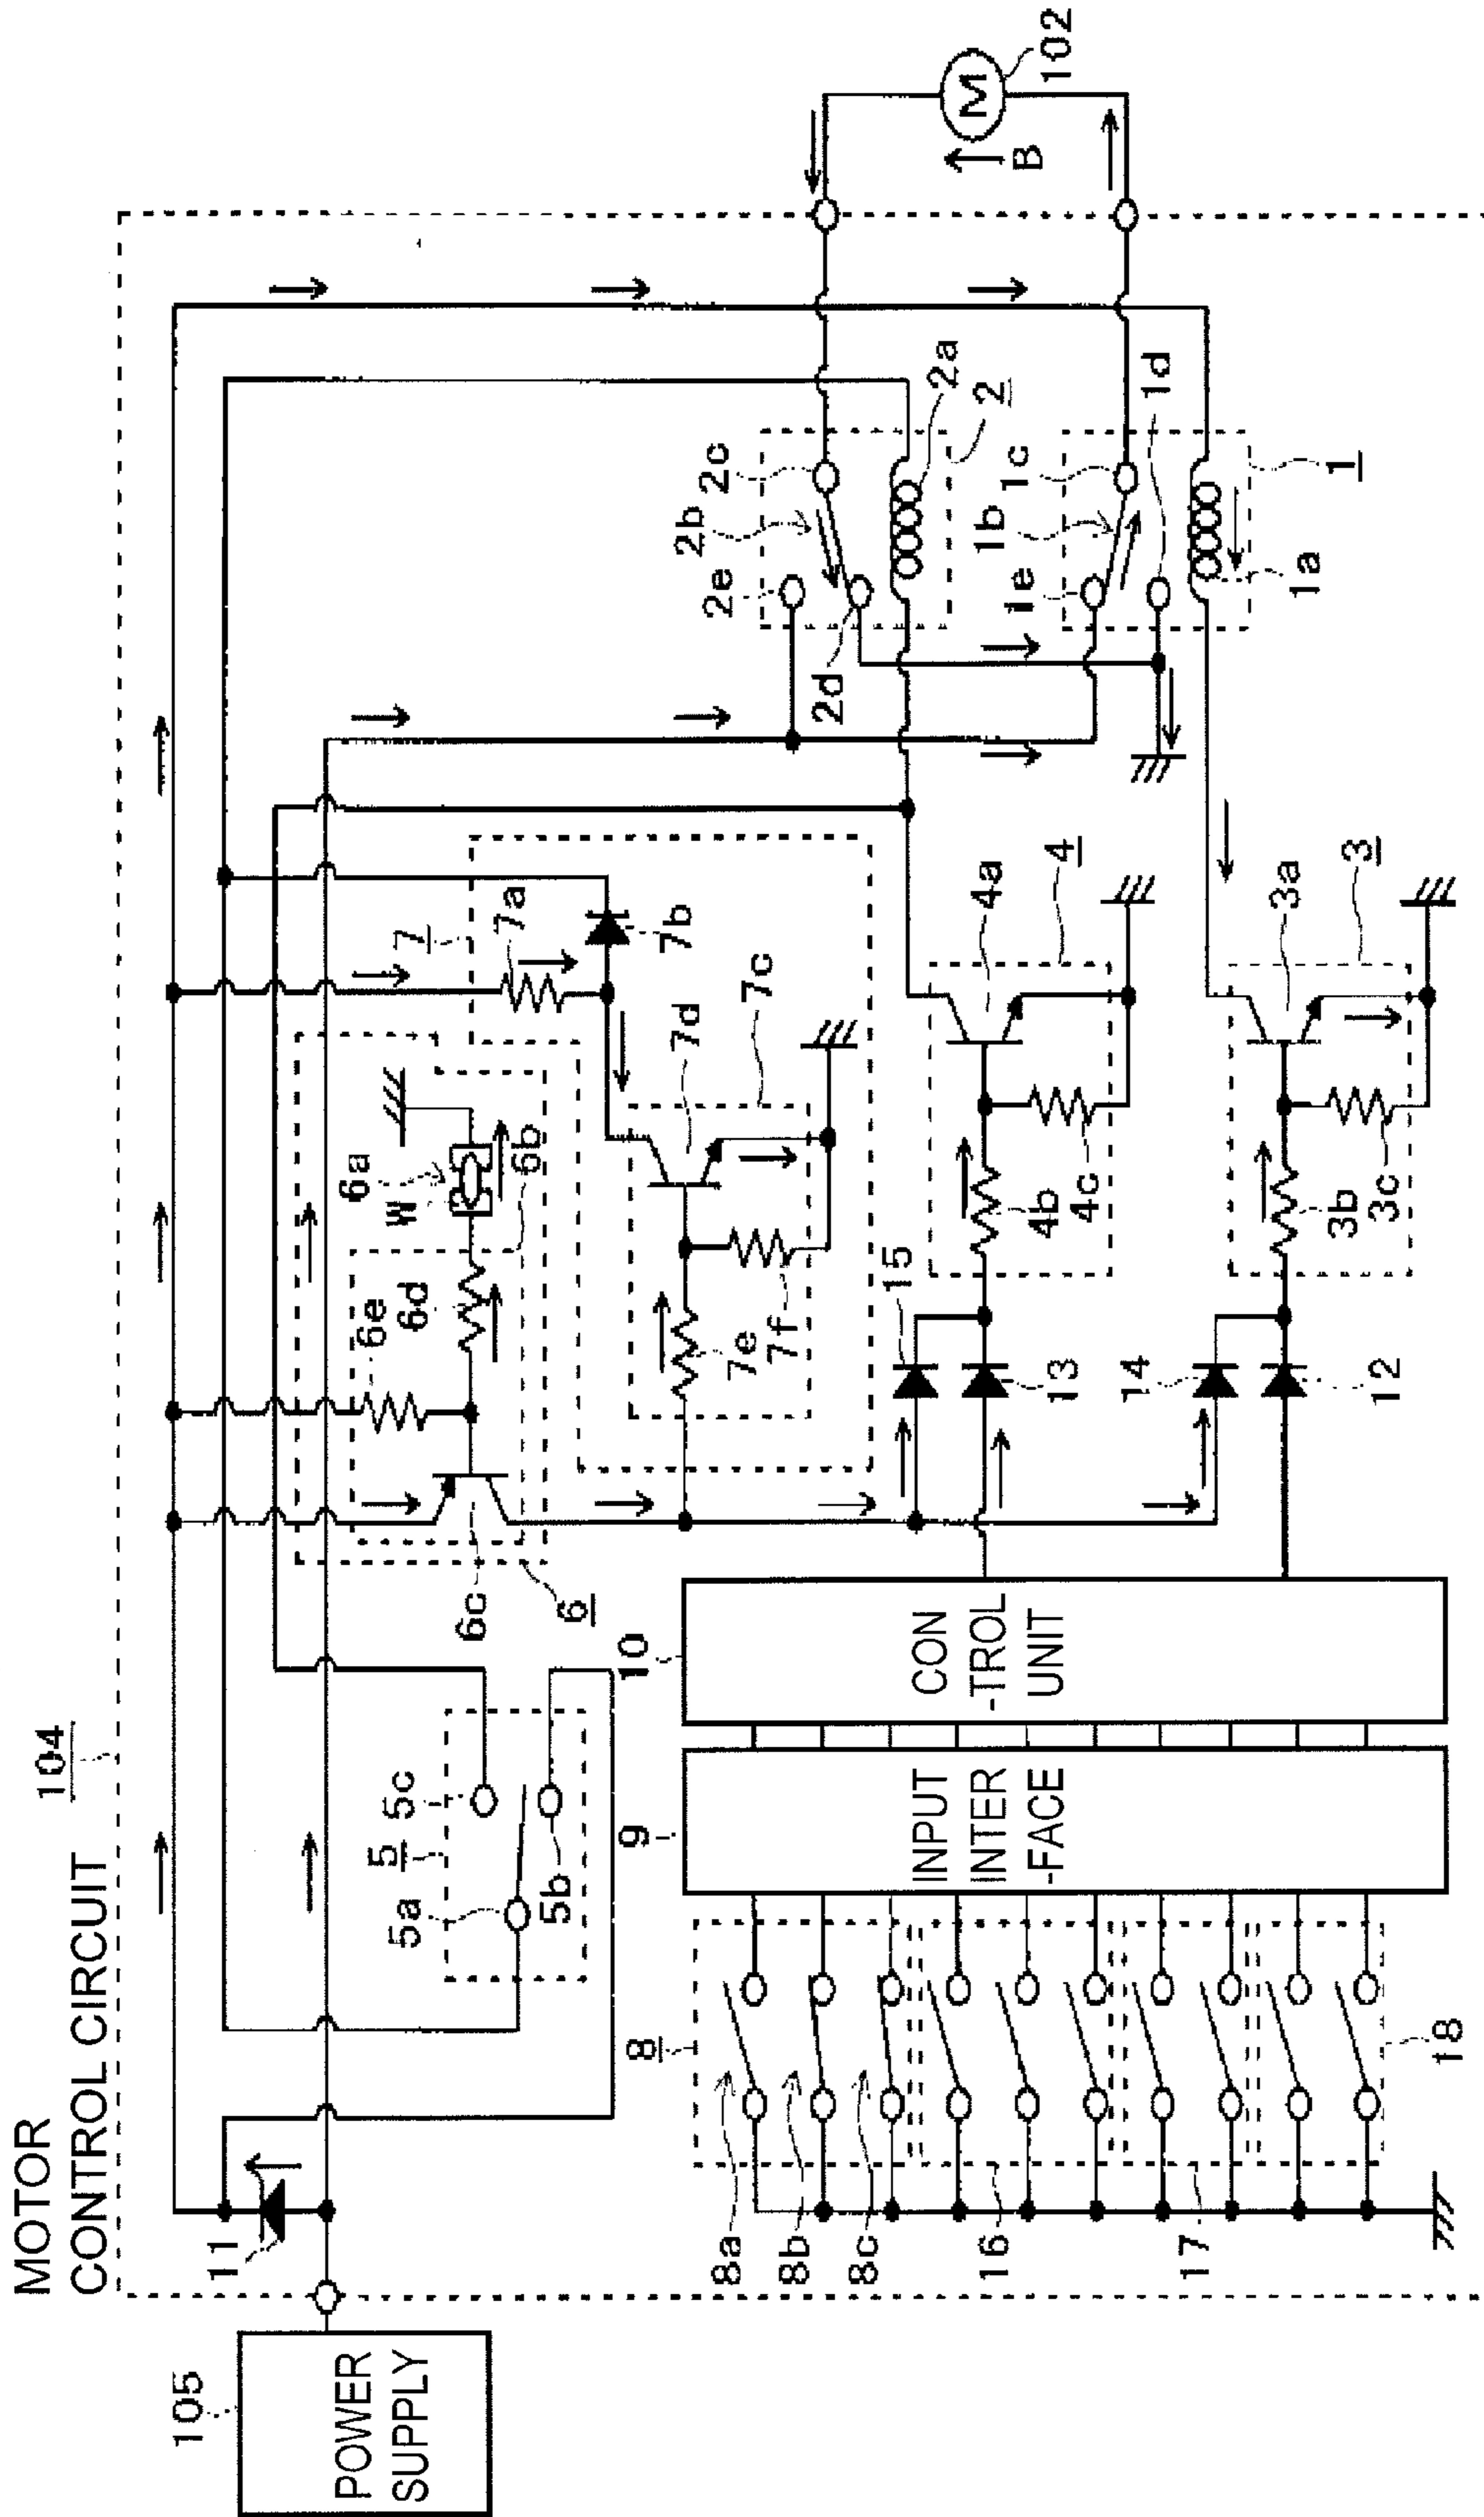 MOTOR
CONTROL CIRCUIT
104
105
POWER
SUPPLY
11
5
5a
5b
5c
6
6a
W
6b
6c
6d
6e
7
7a
7b
7c
7d
7e
7f
2
2a
2b
2c
2d
2e
1
1a
1b
1c
1d
1e
M
102
B
4
4a
4b
4c
3
3a
3b
3c
15
13
14
12
10
CON
-TROL
UNIT
9
INPUT
INTER
-FACE
8
8a
8b
8c
16
17
18